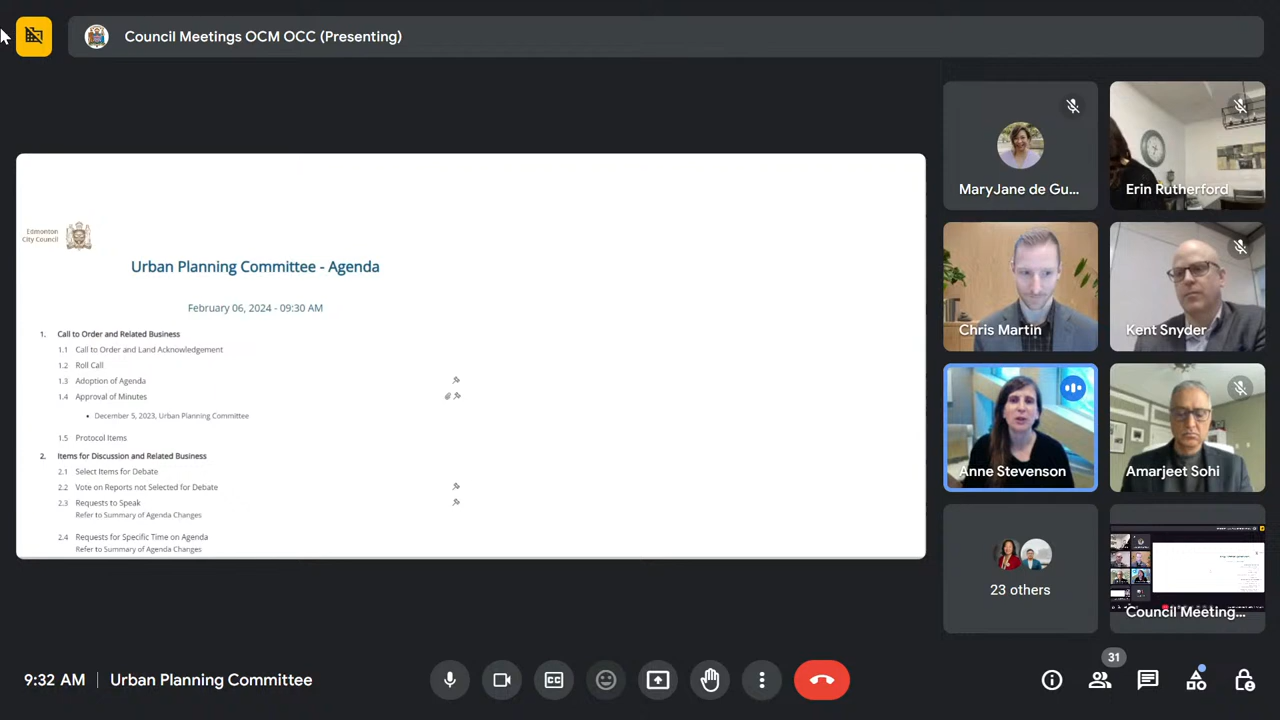 Council Meetings OCM OCC (Presenting)
Edmonton
City Council
Urban Planning Committee - Agenda
February 06, 2024 - 09:30 AM
1. Call to Order and Related Business
1.1 Call to Order and Land Acknowledgement
1.2 Roll Call
1.3 Adoption of Agenda
1.4 Approval of Minutes
• December 5, 2023, Urban Planning Committee
1.5 Protocol Items
2. Items for Discussion and Related Business
2.1 Select Items for Debate
2.2 Vote on Reports not Selected for Debate
2.3 Requests to Speak
Refer to Summary of Agenda Changes
2.4 Requests for Specific Time on Agenda
Refer to Summary of Agenda Changes
MaryJane de Gu...
Erin Rutherford
Chris Martin
Kent Snyder
Anne Stevenson
Amarjeet Sohi
23 others
Council Meeting...
9:32 AM | Urban Planning Committee
CC
31